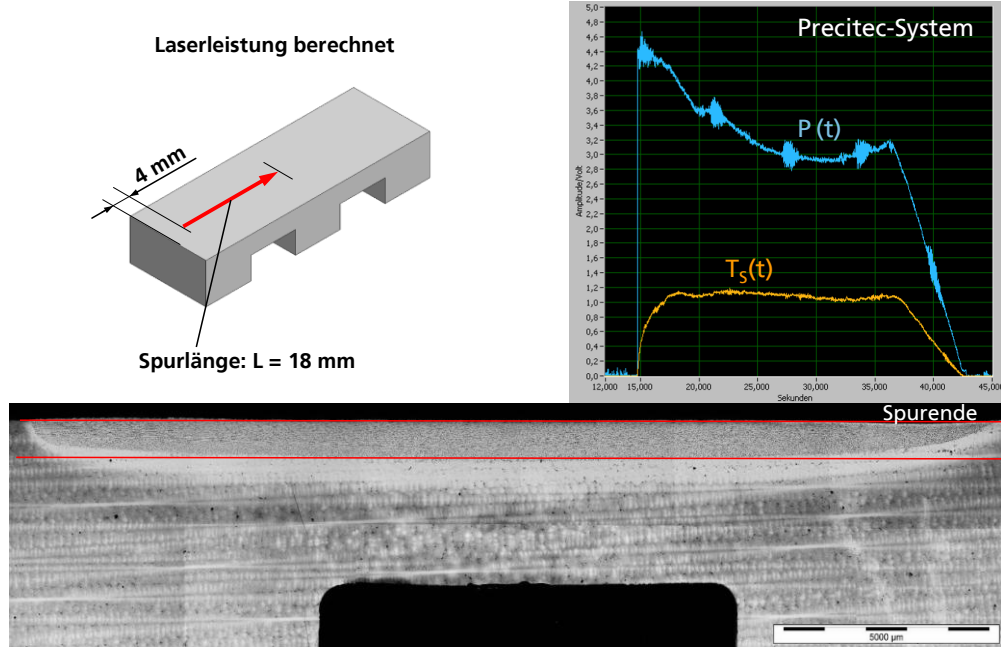 Laserleistung berechnet
4 mm
Spurlänge: L = 18 mm
Precitec-System
P (t)
T_S(t)
Amplitude/Volt
5,0
4,8
4,6
4,4
4,2
4,0
3,8
3,6
3,4
3,2
3,0
2,8
2,6
2,4
2,2
2,0
1,8
1,6
1,4
1,2
1,0
0,8
0,6
0,4
0,2
0,0
12,000 15,000 20,000 25,000 30,000 35,000 40,000 45,000
Sekunden
Spurende
5000 µm